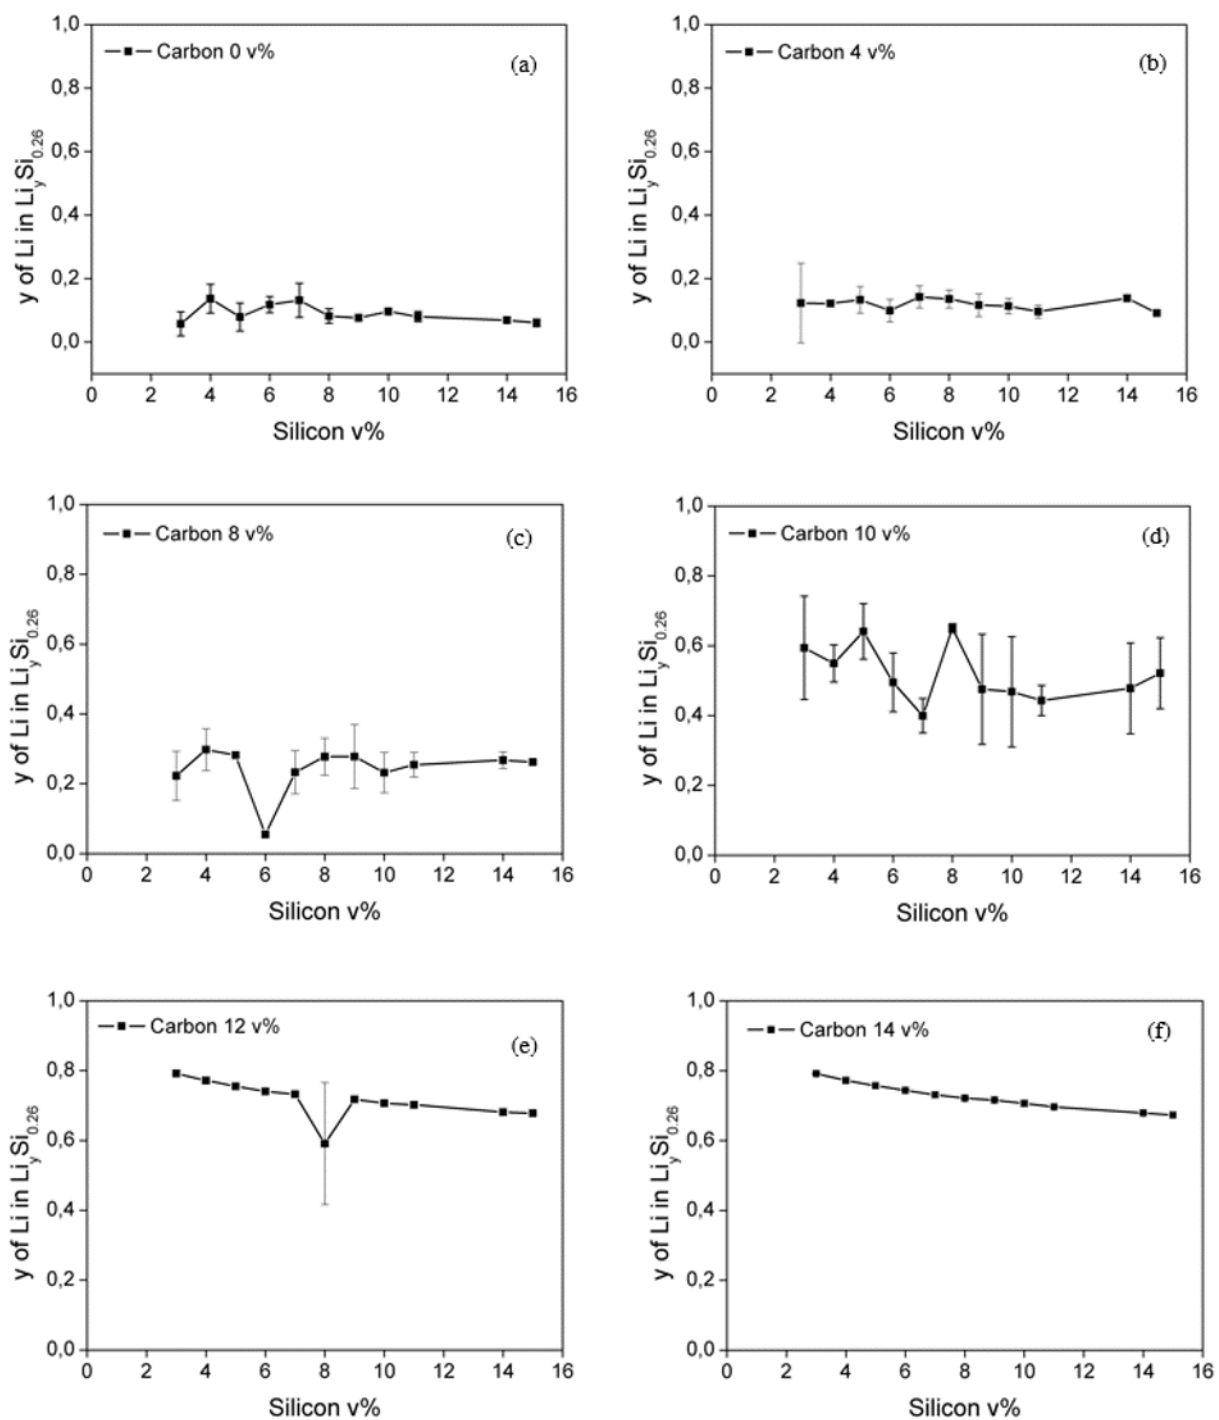 Carbon 0 v%
(a)
1,0
0,8
0,6
0,4
0,2
0,0
y of Li in LiySi0.26
0 2 4 6 8 10 12 14 16
Silicon v%
Carbon 4 v%
(b)
1,0
0,8
0,6
0,4
0,2
0,0
y of Li in LiySi0.26
0 2 4 6 8 10 12 14 16
Silicon v%
Carbon 8 v%
(c)
1,0
0,8
0,6
0,4
0,2
0,0
y of Li in LiySi0.26
0 2 4 6 8 10 12 14 16
Silicon v%
Carbon 10 v%
(d)
1,0
0,8
0,6
0,4
0,2
0,0
y of Li in LiySi0.26
0 2 4 6 8 10 12 14 16
Silicon v%
Carbon 12 v%
(e)
1,0
0,8
0,6
0,4
0,2
0,0
y of Li in LiySi0.26
0 2 4 6 8 10 12 14 16
Silicon v%
Carbon 14 v%
(f)
1,0
0,8
0,6
0,4
0,2
0,0
y of Li in LiySi0.26
0 2 4 6 8 10 12 14 16
Silicon v%